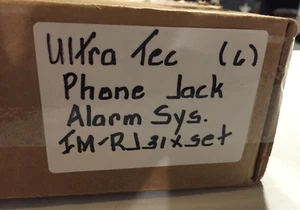 Ultra Tec (6)
Phone Jack
Alarm Sys.
IM-RJ31XSet